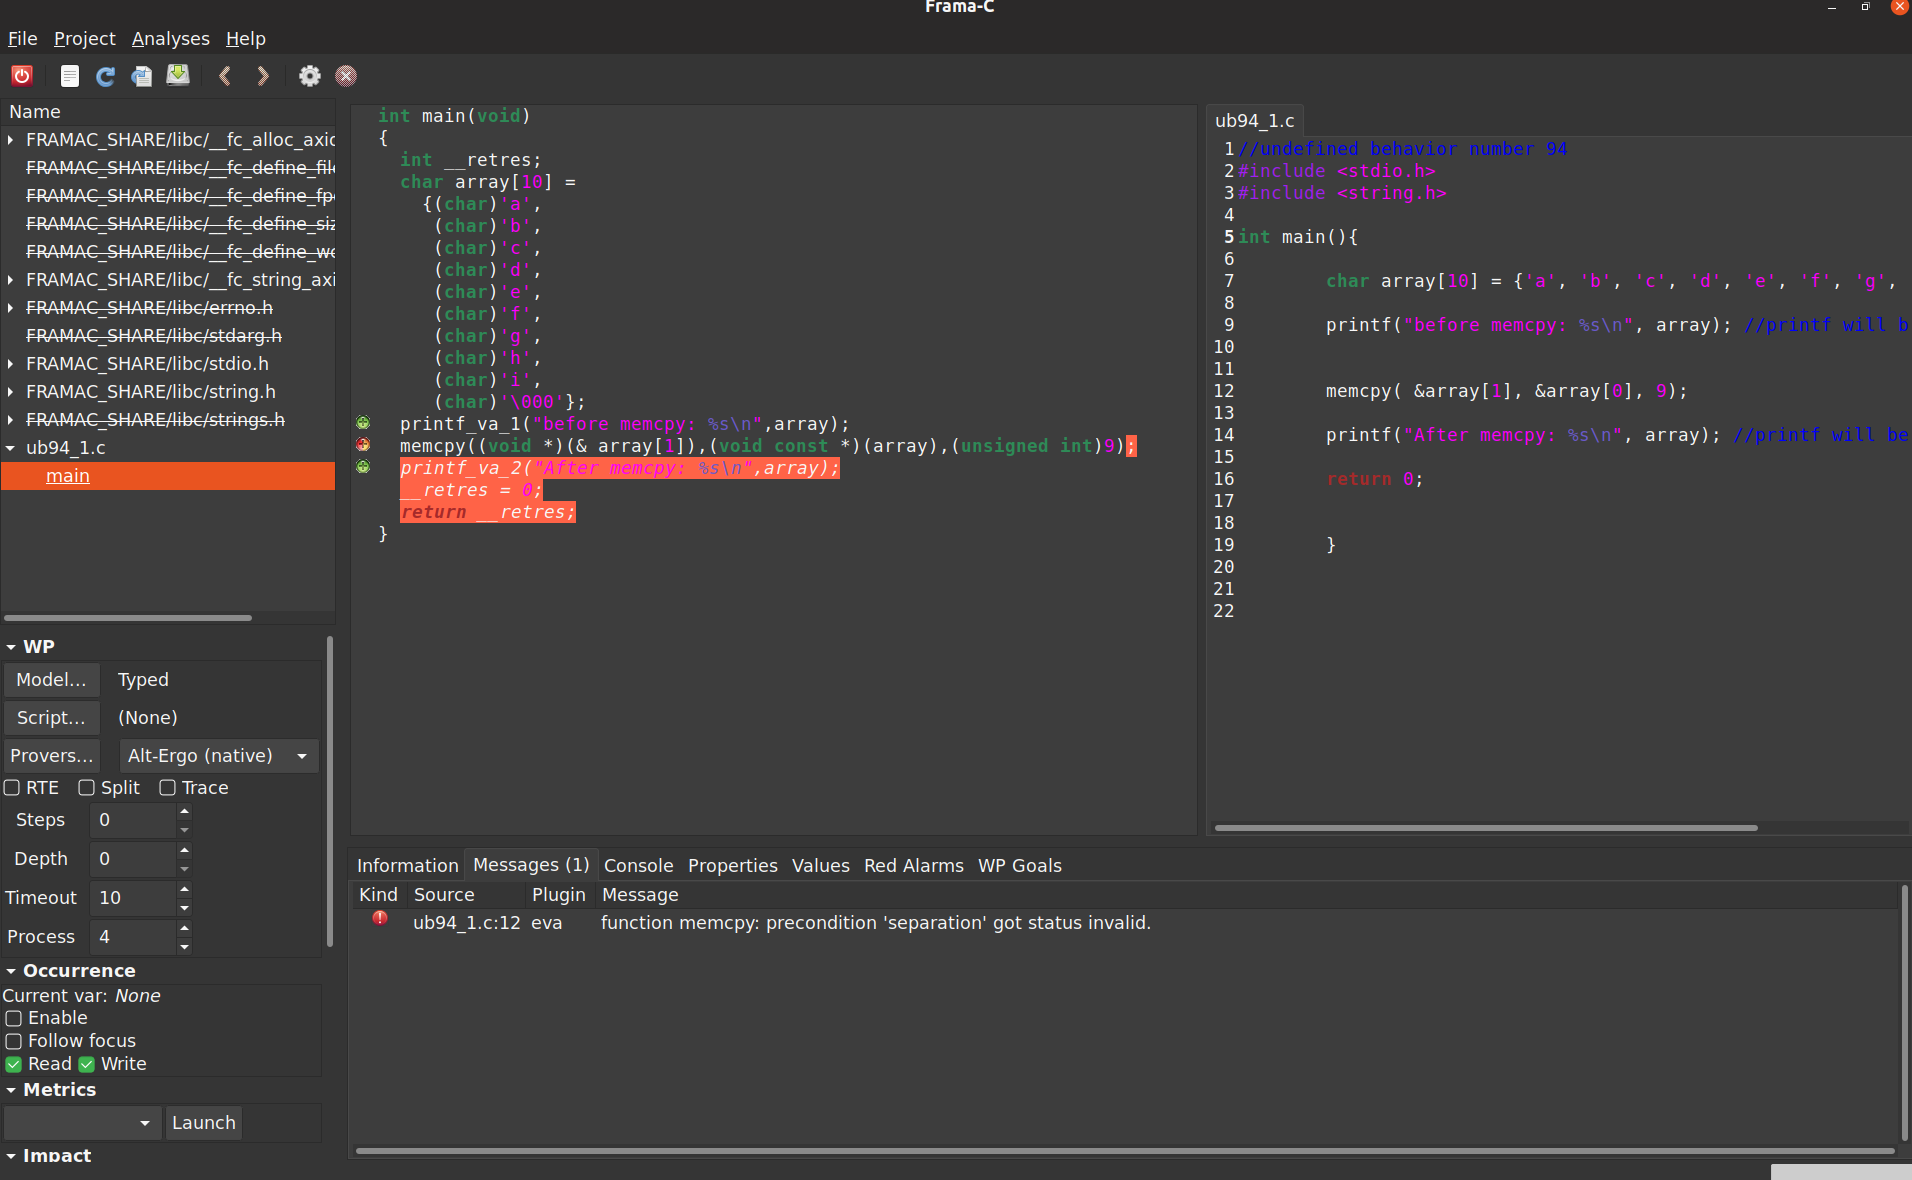 Frama-C
File Project Analyses Help
Name
FRAMAC_SHARE/libc/__fc_alloc_axio
FRAMAC_SHARE/libc/__fc_define_file
FRAMAC_SHARE/libc/__fc_define_fp
FRAMAC_SHARE/libc/__fc_define_siz
FRAMAC_SHARE/libc/__fc_define_wc
FRAMAC_SHARE/libc/__fc_string_axi
FRAMAC_SHARE/libc/errno.h
FRAMAC_SHARE/libc/stdarg.h
FRAMAC_SHARE/libc/stdio.h
FRAMAC_SHARE/libc/string.h
FRAMAC_SHARE/libc/strings.h
ub94_1.c
main
WP
Model... Typed
Script... (None)
Provers... Alt-Ergo (native)
RTE Split Trace
Steps 0
Depth 0
Timeout 10
Process 4
Occurrence
Current var: None
Enable
Follow focus
Read Write
Metrics
Launch
Impact
int main(void)
{
  int __retres;
  char array[10] =
    {(char)'a',
     (char)'b',
     (char)'c',
     (char)'d',
     (char)'e',
     (char)'f',
     (char)'g',
     (char)'h',
     (char)'i',
     (char)'\000'};
  printf_va_1("before memcpy: %s\n",array);
  memcpy((void *)(& array[1]),(void const *)(array),(unsigned int)9);
  printf_va_2("After memcpy: %s\n",array);
  __retres = 0;
  return __retres;
}
ub94_1.c
1 //undefined behavior number 94
2 #include <stdio.h>
3 #include <string.h>
4
5 int main(){
6
7         char array[10] = {'a', 'b', 'c', 'd', 'e', 'f', 'g',
8
9         printf("before memcpy: %s\n", array); //printf will b
10
11
12         memcpy( &array[1], &array[0], 9);
13
14         printf("After memcpy: %s\n", array); //printf will be
15
16         return 0;
17
18
19         }
20
21
22
Information Messages (1) Console Properties Values Red Alarms WP Goals
Kind Source Plugin Message
ub94_1.c:12 eva function memcpy: precondition 'separation' got status invalid.